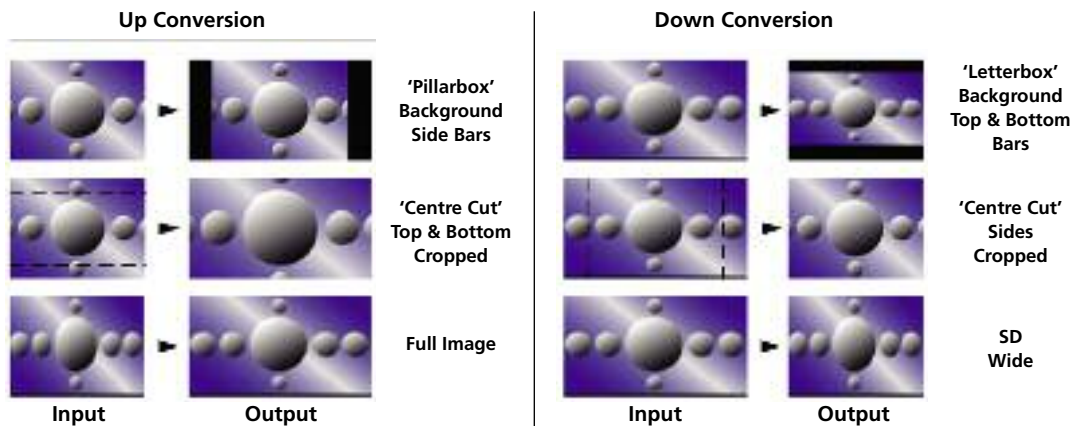 Up Conversion
'Pillarbox'
Background
Side Bars
'Centre Cut'
Top & Bottom
Cropped
Full Image
Input
Output
Down Conversion
'Letterbox'
Background
Top & Bottom
Bars
'Centre Cut'
Sides
Cropped
SD
Wide
Input
Output